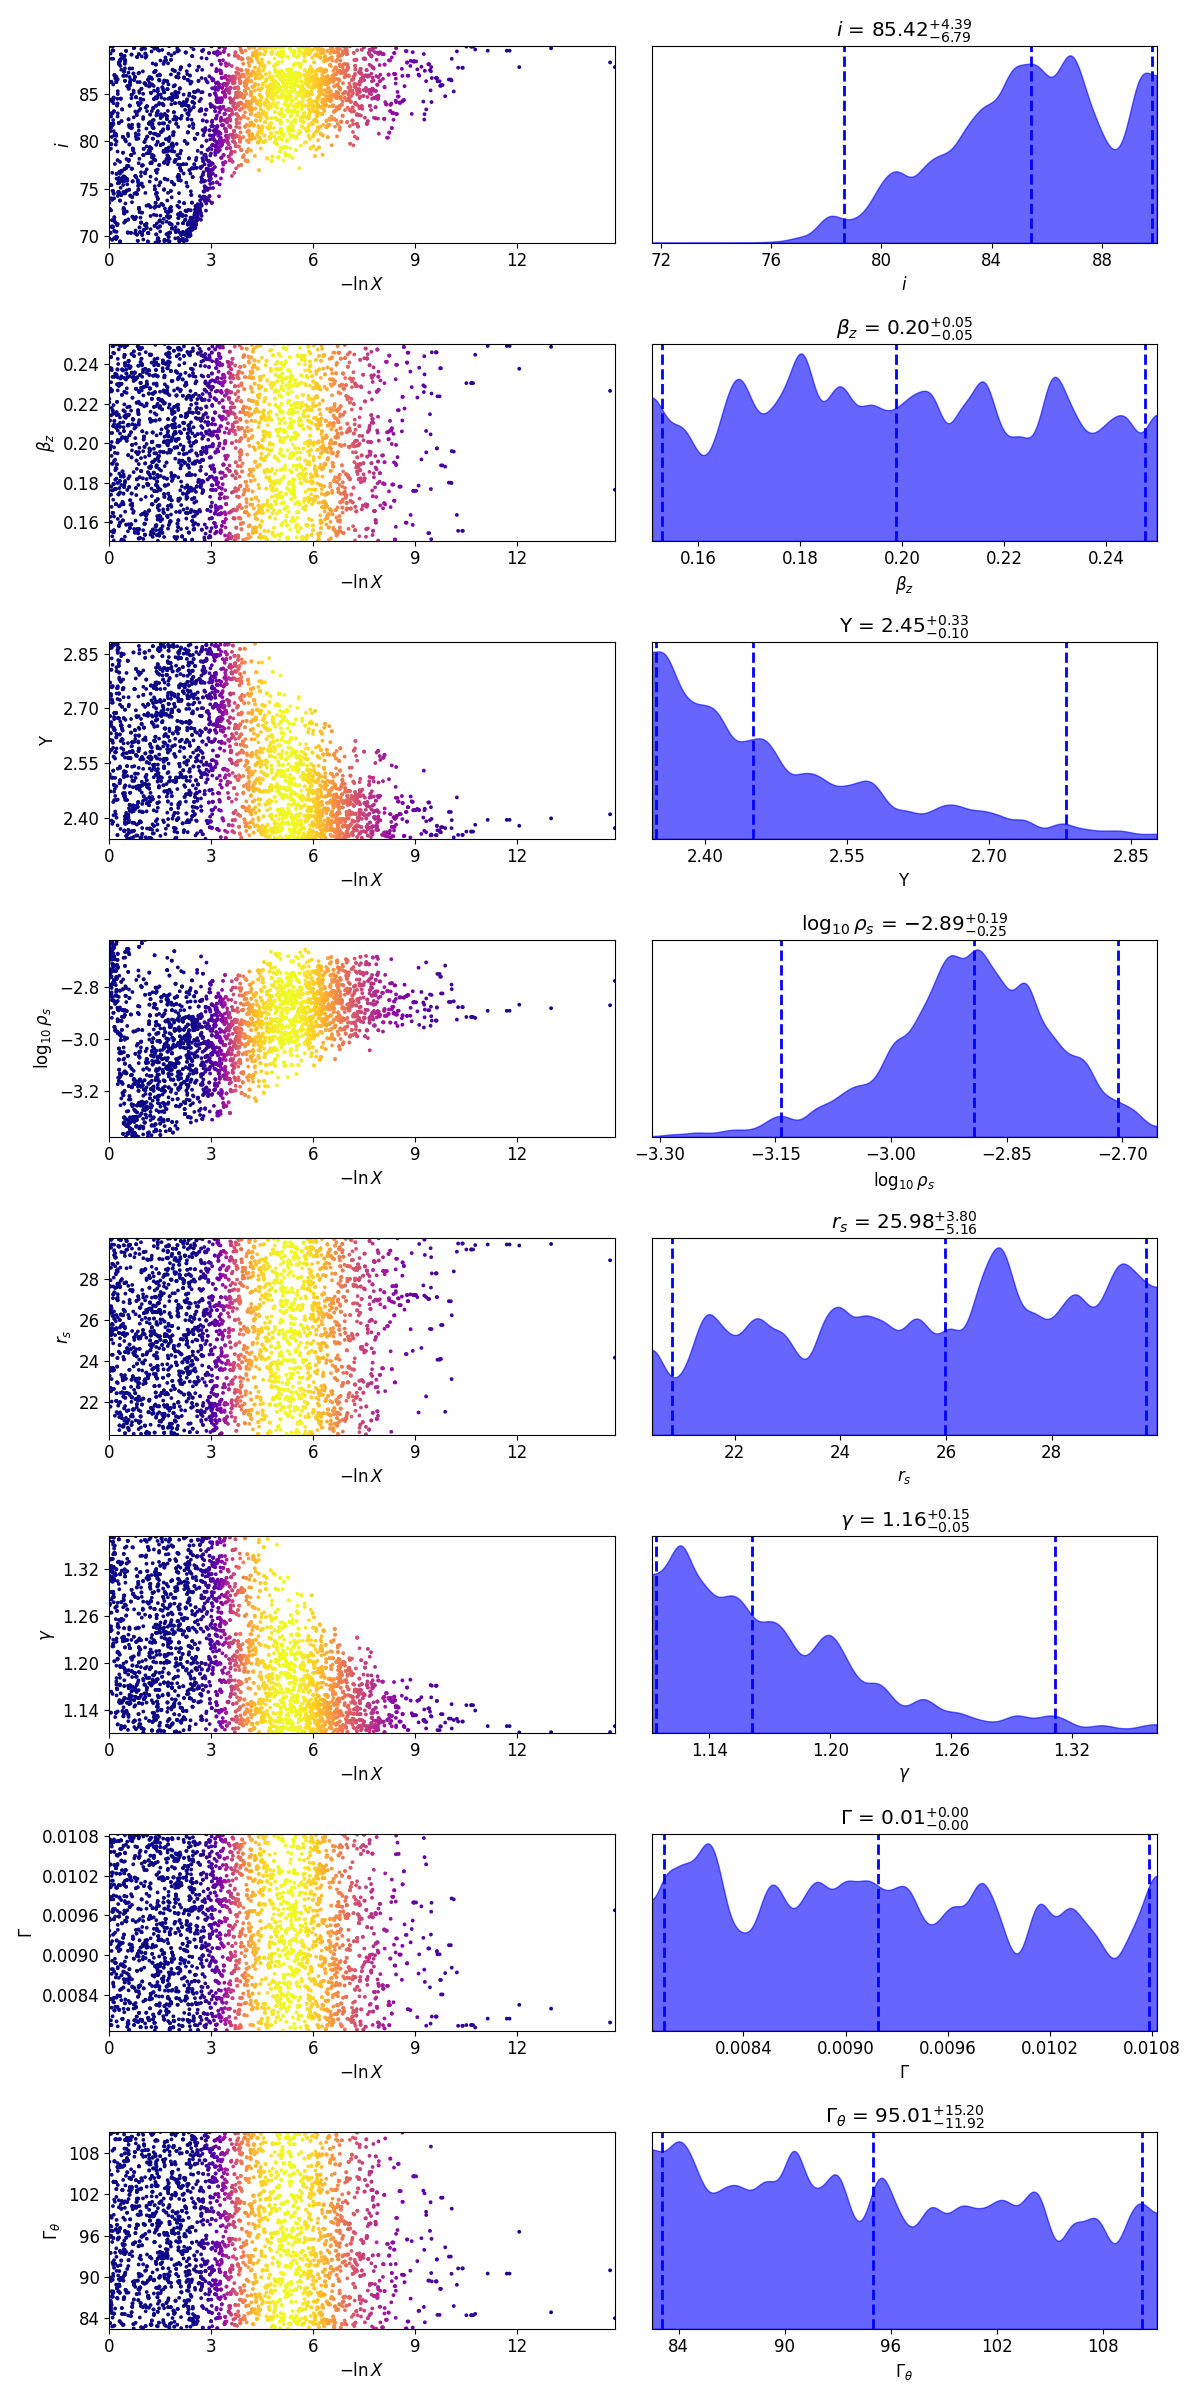 i = 85.42+4.39−6.79
85
80
75
70
i
0 3 6 9 12
−ln X
72 76 80 84 88
i
βz = 0.20+0.05−0.05
0.24
0.22
0.20
0.18
0.16
βz
0 3 6 9 12
−ln X
0.16 0.18 0.20 0.22 0.24
βz
Υ = 2.45+0.33−0.10
2.85
2.70
2.55
2.40
Υ
0 3 6 9 12
−ln X
2.40 2.55 2.70 2.85
Υ
log10 ρs = −2.89+0.19−0.25
−2.8
−3.0
−3.2
log10 ρs
0 3 6 9 12
−ln X
−3.30 −3.15 −3.00 −2.85 −2.70
log10 ρs
rs = 25.98+3.80−5.16
28
26
24
22
rs
0 3 6 9 12
−ln X
22 24 26 28
rs
γ = 1.16+0.15−0.05
1.32
1.26
1.20
1.14
γ
0 3 6 9 12
−ln X
1.14 1.20 1.26 1.32
γ
Γ = 0.01+0.00−0.00
0.0108
0.0102
0.0096
0.0090
0.0084
Γ
0 3 6 9 12
−ln X
0.0084 0.0090 0.0096 0.0102 0.0108
Γ
Γθ = 95.01+15.20−11.92
108
102
96
90
84
Γθ
0 3 6 9 12
−ln X
84 90 96 102 108
Γθ